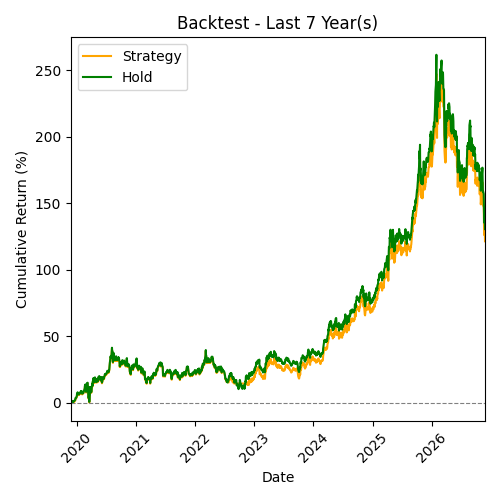 Backtest - Last 7 Year(s)
Strategy
Hold
Cumulative Return (%)
250
200
150
100
50
0
2020
2021
2022
2023
2024
2025
2026
Date